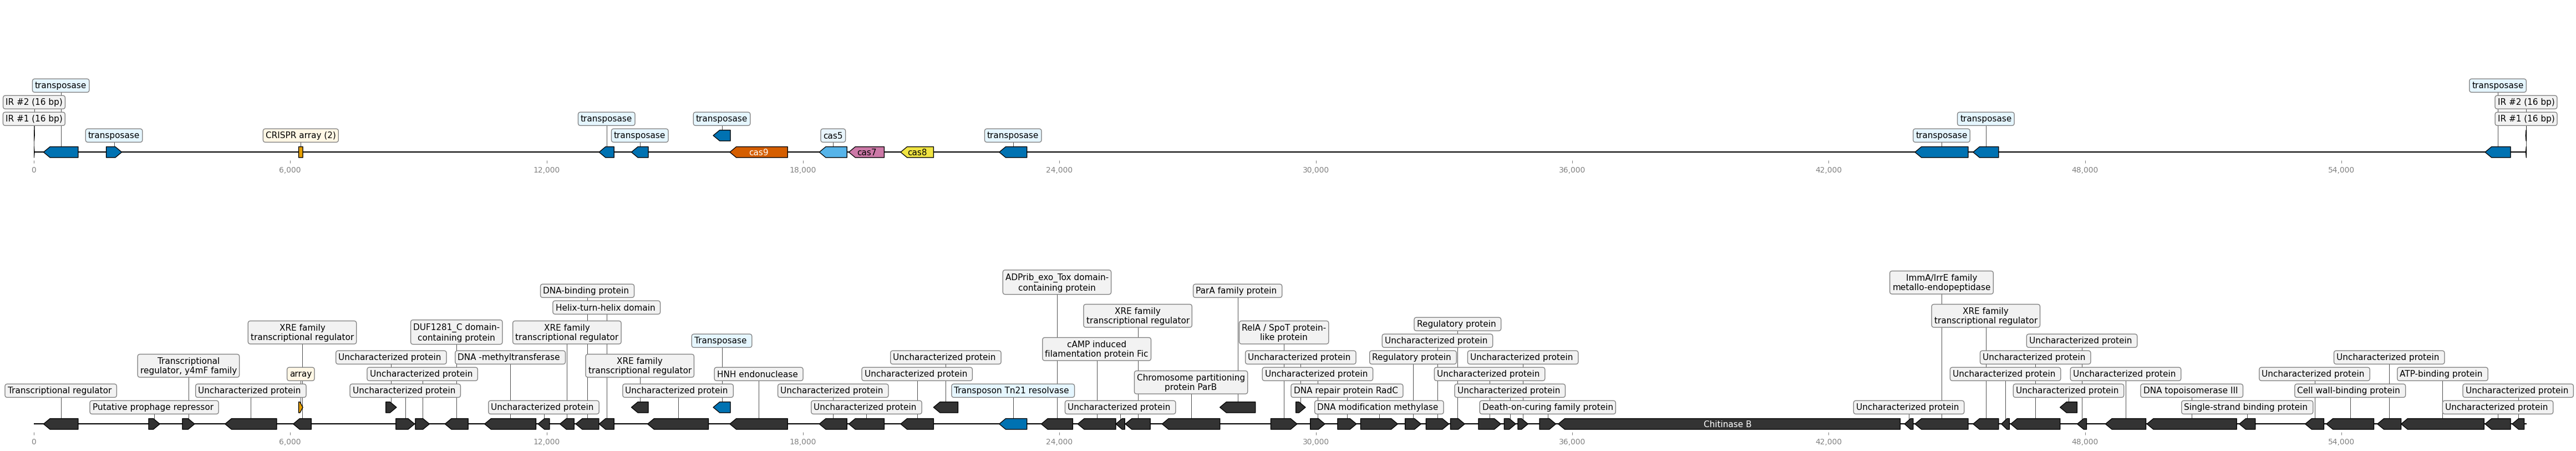 transposase
transposase
IR #2 (16 bp)
IR #2 (16 bp)
IR #1 (16 bp)
transposase
transposase
transposase
IR #1 (16 bp)
transposase
CRISPR array (2)
transposase
cas5
transposase
transposase
cas9
cas7
cas8
0
6,000
12,000
18,000
24,000
30,000
36,000
42,000
48,000
54,000
ADPrib_exo_Tox domain-
containing protein
ImmA/IrrE family
metallo-endopeptidase
DNA-binding protein
ParA family protein
Helix-turn-helix domain
XRE family
transcriptional regulator
XRE family
transcriptional regulator
Regulatory protein
XRE family
transcriptional regulator
DUF1281_C domain-
containing protein
XRE family
transcriptional regulator
RelA / SpoT protein-
like protein
Transposase
cAMP induced
filamentation protein Fic
Uncharacterized protein
Uncharacterized protein
Transcriptional
regulator, y4mF family
Uncharacterized protein
DNA -methyltransferase
XRE family
transcriptional regulator
Uncharacterized protein
Uncharacterized protein
Regulatory protein
Uncharacterized protein
Uncharacterized protein
Uncharacterized protein
array
Uncharacterized protein
HNH endonuclease
Uncharacterized protein
Chromosome partitioning
protein ParB
Uncharacterized protein
Uncharacterized protein
Uncharacterized protein
Uncharacterized protein
Uncharacterized protein
ATP-binding protein
Transcriptional regulator
Uncharacterized protein
Uncharacterized protein
Uncharacterized protein
Uncharacterized protein
Transposon Tn21 resolvase
DNA repair protein RadC
Uncharacterized protein
Uncharacterized protein
DNA topoisomerase III
Cell wall-binding protein
Uncharacterized protein
Putative prophage repressor
Uncharacterized protein
Uncharacterized protein
Uncharacterized protein
DNA modification methylase
Death-on-curing family protein
Uncharacterized protein
Single-strand binding protein
Uncharacterized protein
Chitinase B
0
6,000
12,000
18,000
24,000
30,000
36,000
42,000
48,000
54,000